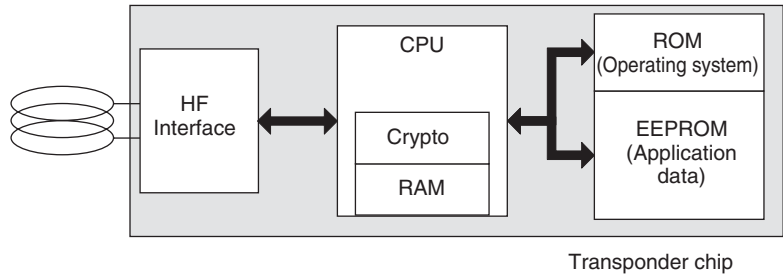 CPU
HF
Interface
Crypto
RAM
ROM
(Operating system)
EEPROM
(Application
data)
Transponder chip